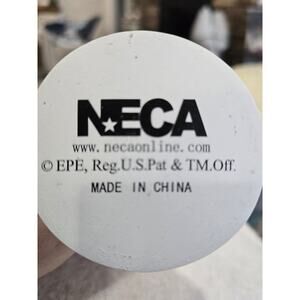 NECA
www.necaonline.com
© EPE, Reg.U.S.Pat & TM.Off.
MADE IN CHINA